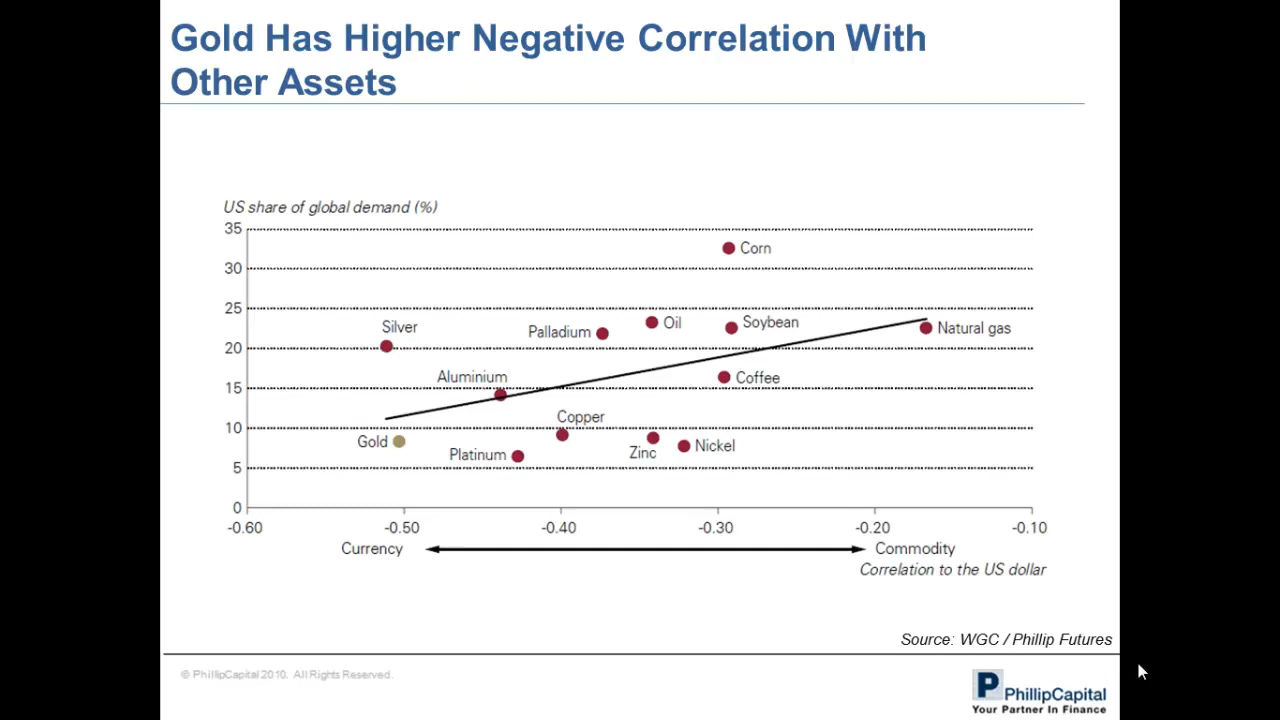 Gold Has Higher Negative Correlation With
Other Assets
US share of global demand (%)
35
30
25
20
15
10
5
0
Corn
Silver
Palladium
Oil
Soybean
Natural gas
Aluminium
Coffee
Copper
Gold
Platinum
Zinc
Nickel
-0.60 -0.50 -0.40 -0.30 -0.20 -0.10
Currency Commodity
Correlation to the US dollar
Source: WGC / Phillip Futures
© PhillipCapital 2010. All Rights Reserved.
P PhillipCapital
Your Partner In Finance